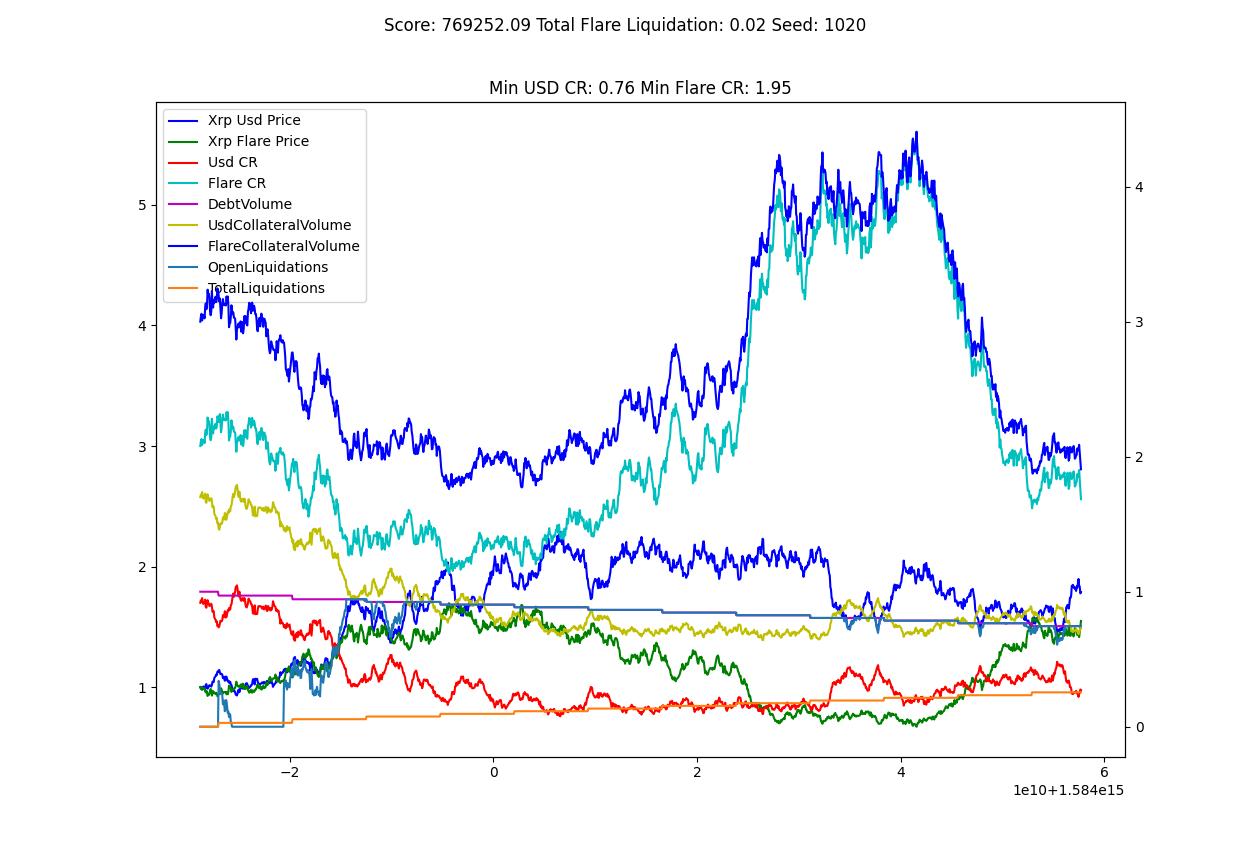 Score: 769252.09 Total Flare Liquidation: 0.02 Seed: 1020
Min USD CR: 0.76 Min Flare CR: 1.95
Xrp Usd Price
Xrp Flare Price
Usd CR
Flare CR
DebtVolume
UsdCollateralVolume
FlareCollateralVolume
OpenLiquidations
TotalLiquidations
5
4
3
2
1
4
3
2
1
0
−2
0
2
4
6
1e10+1.584e15